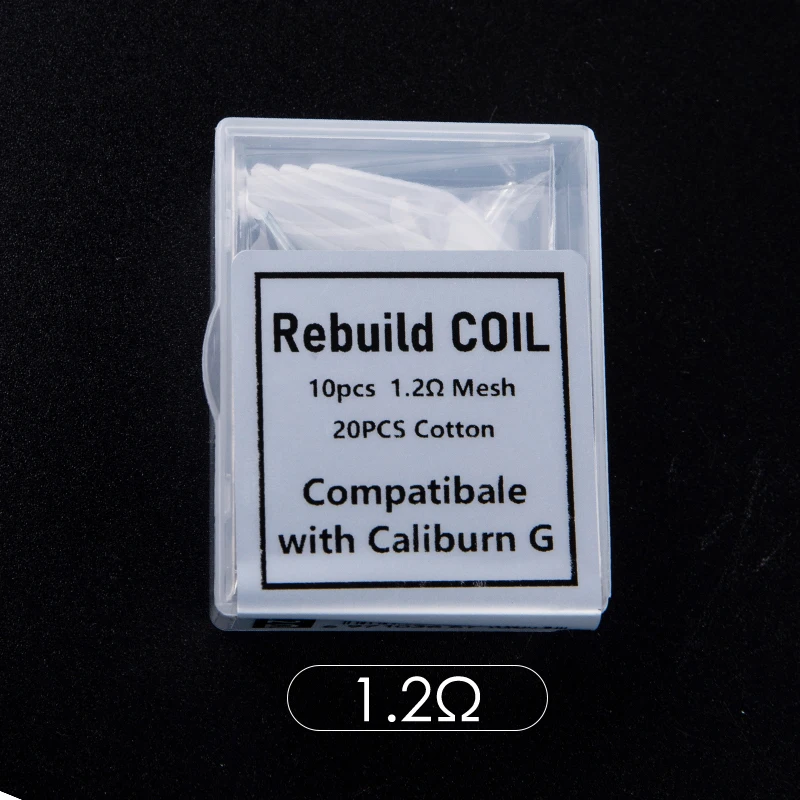 Rebuild COIL
10pcs 1.2Ω Mesh
20PCS Cotton
Compatibale
with Caliburn G
1.2Ω